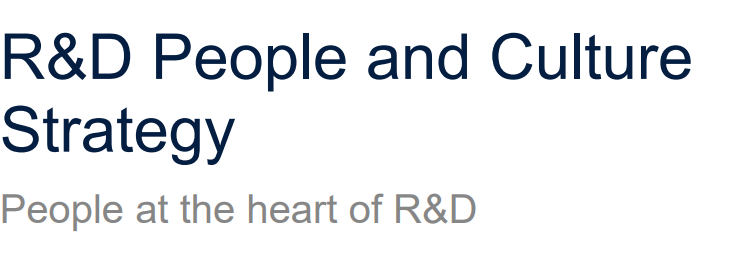 R&D People and Culture
Strategy
People at the heart of R&D